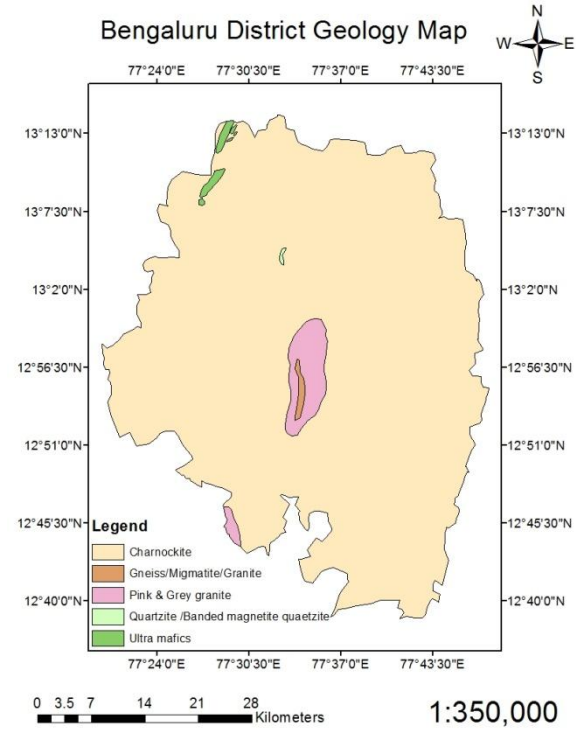 Bengaluru District Geology Map
N
W E
S
77°24'0"E 77°30'30"E 77°37'0"E 77°43'30"E
13°13'0"N 13°13'0"N
13°7'30"N 13°7'30"N
13°2'0"N 13°2'0"N
12°56'30"N 12°56'30"N
12°51'0"N 12°51'0"N
12°45'30"N 12°45'30"N
12°40'0"N 12°40'0"N
Legend
Charnockite
Gneiss/Migmatite/Granite
Pink & Grey granite
Quartzite /Banded magnetite quaetzite
Ultra mafics
77°24'0"E 77°30'30"E 77°37'0"E 77°43'30"E
0 3.5 7 14 21 28
Kilometers
1:350,000